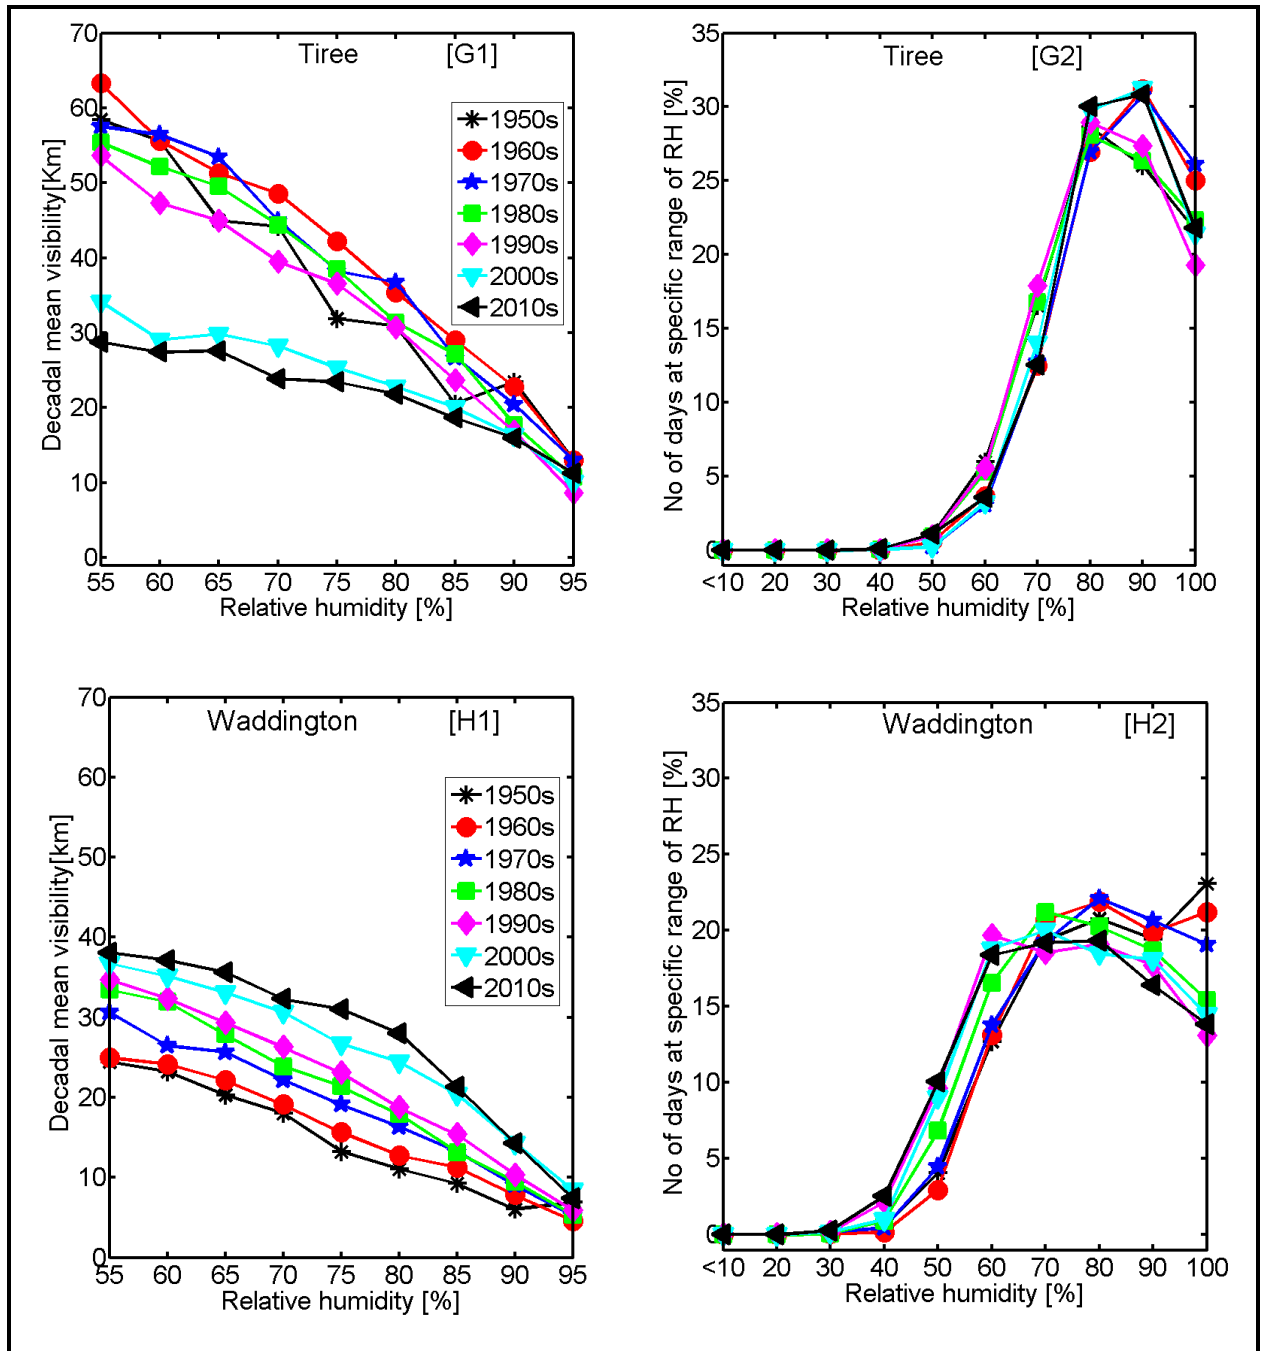 Tiree [G1]
70
60
50
40
30
20
10
0
Decadal mean visibility[Km]
1950s
1960s
1970s
1980s
1990s
2000s
2010s
55 60 65 70 75 80 85 90 95
Relative humidity [%]
Tiree [G2]
35
30
25
20
15
10
5
0
No of days at specific range of RH [%]
<10 20 30 40 50 60 70 80 90 100
Relative humidity [%]
Waddington [H1]
70
60
50
40
30
20
10
0
Decadal mean visibility[km]
1950s
1960s
1970s
1980s
1990s
2000s
2010s
55 60 65 70 75 80 85 90 95
Relative humidity [%]
Waddington [H2]
35
30
25
20
15
10
5
0
No of days at specific range of RH [%]
<10 20 30 40 50 60 70 80 90 100
Relative humidity [%]